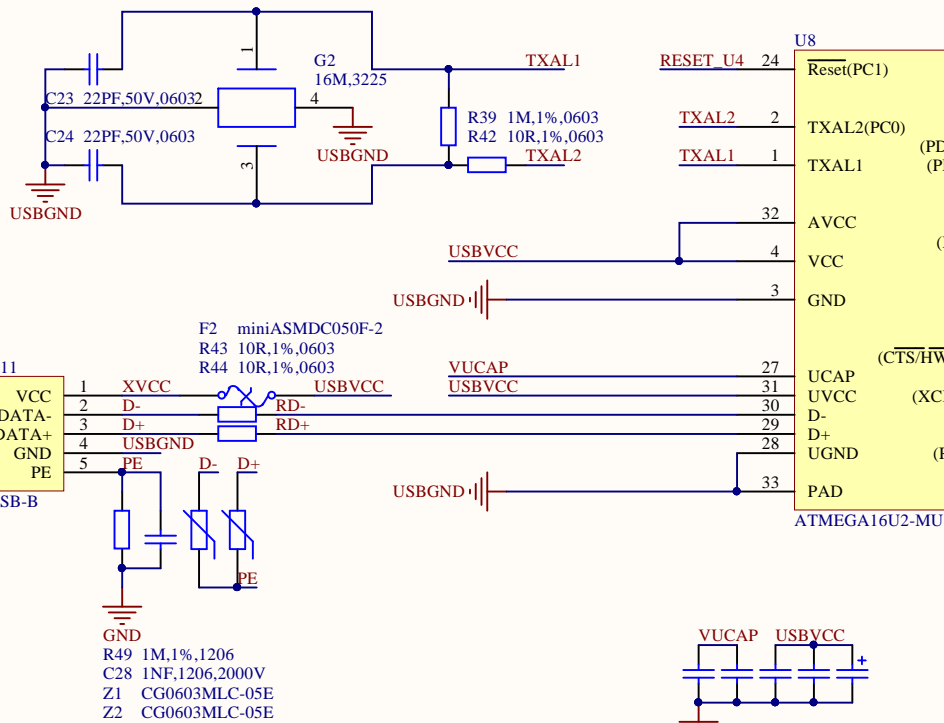 U8
1
G2
TXAL1
RESET_U4
24
Reset(PC1)
16M,3225
C23 22PF,50V,0603
2
4
R39 1M,1%,0603
TXAL2
2
TXAL2(PC0)
C24 22PF,50V,0603
R42 10R,1%,0603
USBGND
TXAL2
TXAL1
1
TXAL1
3
USBGND
32
AVCC
USBVCC
4
VCC
USBGND
3
GND
F2 miniASMDC050F-2
R43 10R,1%,0603
R44 10R,1%,0603
(CTS/HW
11
VUCAP
27
UCAP
VCC
1
XVCC
USBVCC
USBVCC
31
UVCC
(XC
DATA-
2
D-
RD-
30
D-
DATA+
3
D+
RD+
29
D+
GND
4
USBGND
28
UGND
PE
5
PE
D-
D+
USBGND
33
PAD
SB-B
ATMEGA16U2-MU
PE
GND
R49 1M,1%,1206
C28 1NF,1206,2000V
Z1 CG0603MLC-05E
Z2 CG0603MLC-05E
VUCAP
USBVCC
+